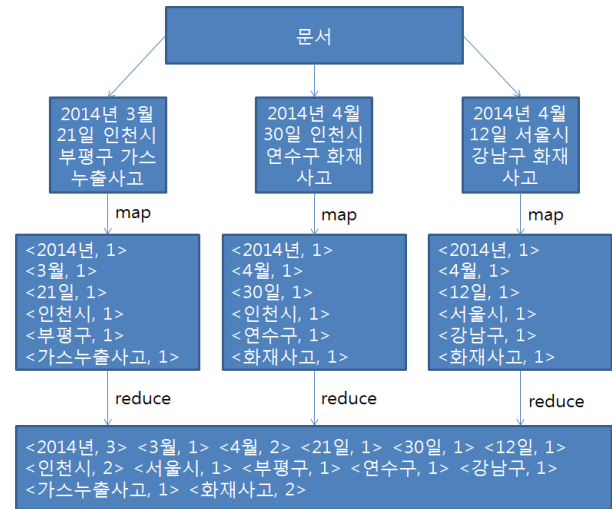 문서
2014년 3월
21일 인천시
부평구 가스
누출사고
2014년 4월
30일 인천시
연수구 화재
사고
2014년 4월
12일 서울시
강남구 화재
사고
map
map
map
<2014년, 1>
<3월, 1>
<21일, 1>
<인천시, 1>
<부평구, 1>
<가스누출사고, 1>
<2014년, 1>
<4월, 1>
<30일, 1>
<인천시, 1>
<연수구, 1>
<화재사고, 1>
<2014년, 1>
<4월, 1>
<12일, 1>
<서울시, 1>
<강남구, 1>
<화재사고, 1>
reduce
reduce
reduce
<2014년, 3> <3월, 1> <4월, 2> <21일, 1> <30일, 1> <12일, 1>
<인천시, 2> <서울시, 1> <부평구, 1> <연수구, 1> <강남구, 1>
<가스누출사고, 1> <화재사고, 2>